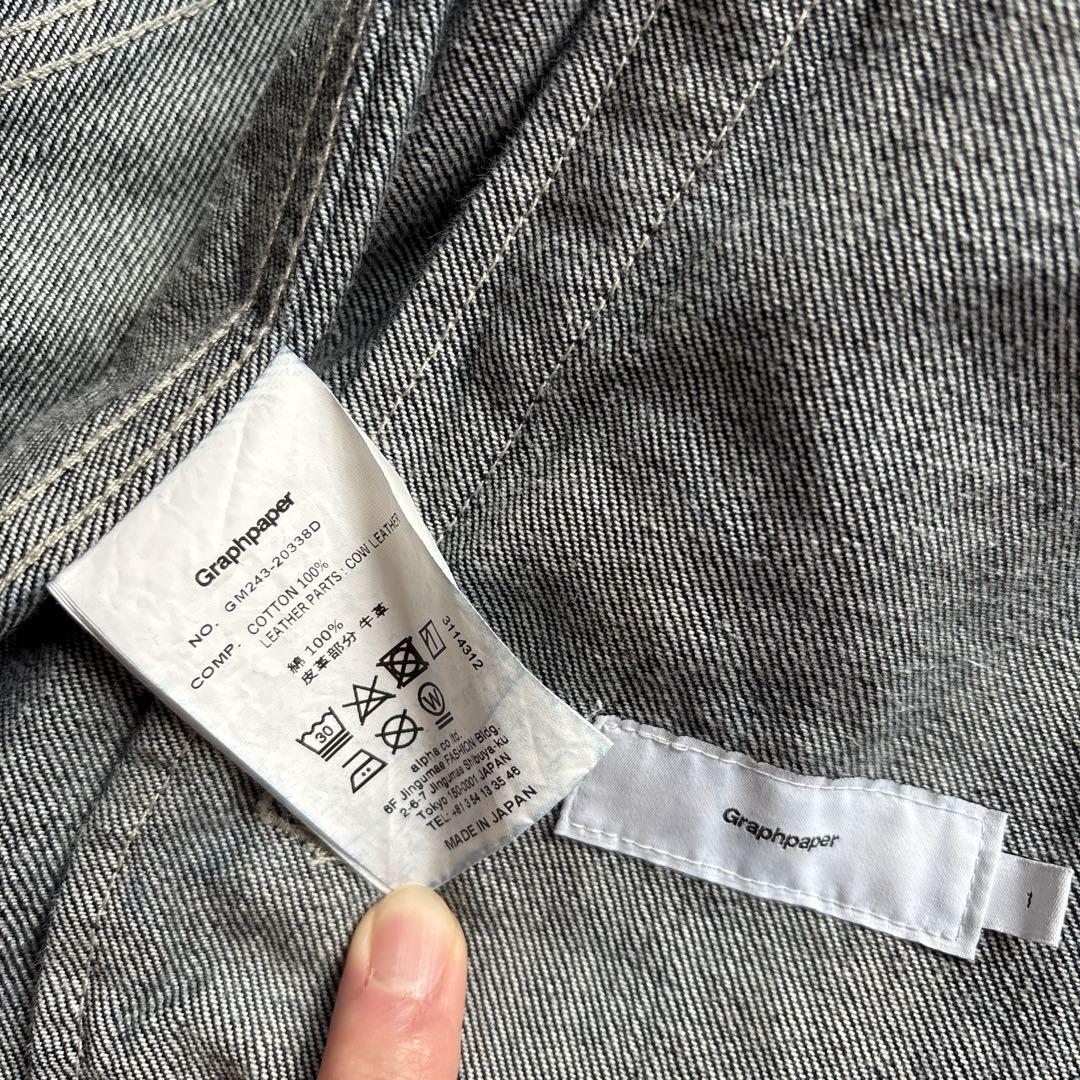 Graphpaper
NO. GM243-20338D
COMP. COTTON 100%
LEATHER PARTS : COW LEATHER
綿 100%
皮革部分 牛革
3114312
30
W
alpha co ltd.
6F Jingumae FASHION Bldg.
2-6-7 Jingumae Shibuya-ku
Tokyo 150-0001 JAPAN
TEL: +81 3 54 13 35 46
MADE IN JAPAN
Graphpaper
1